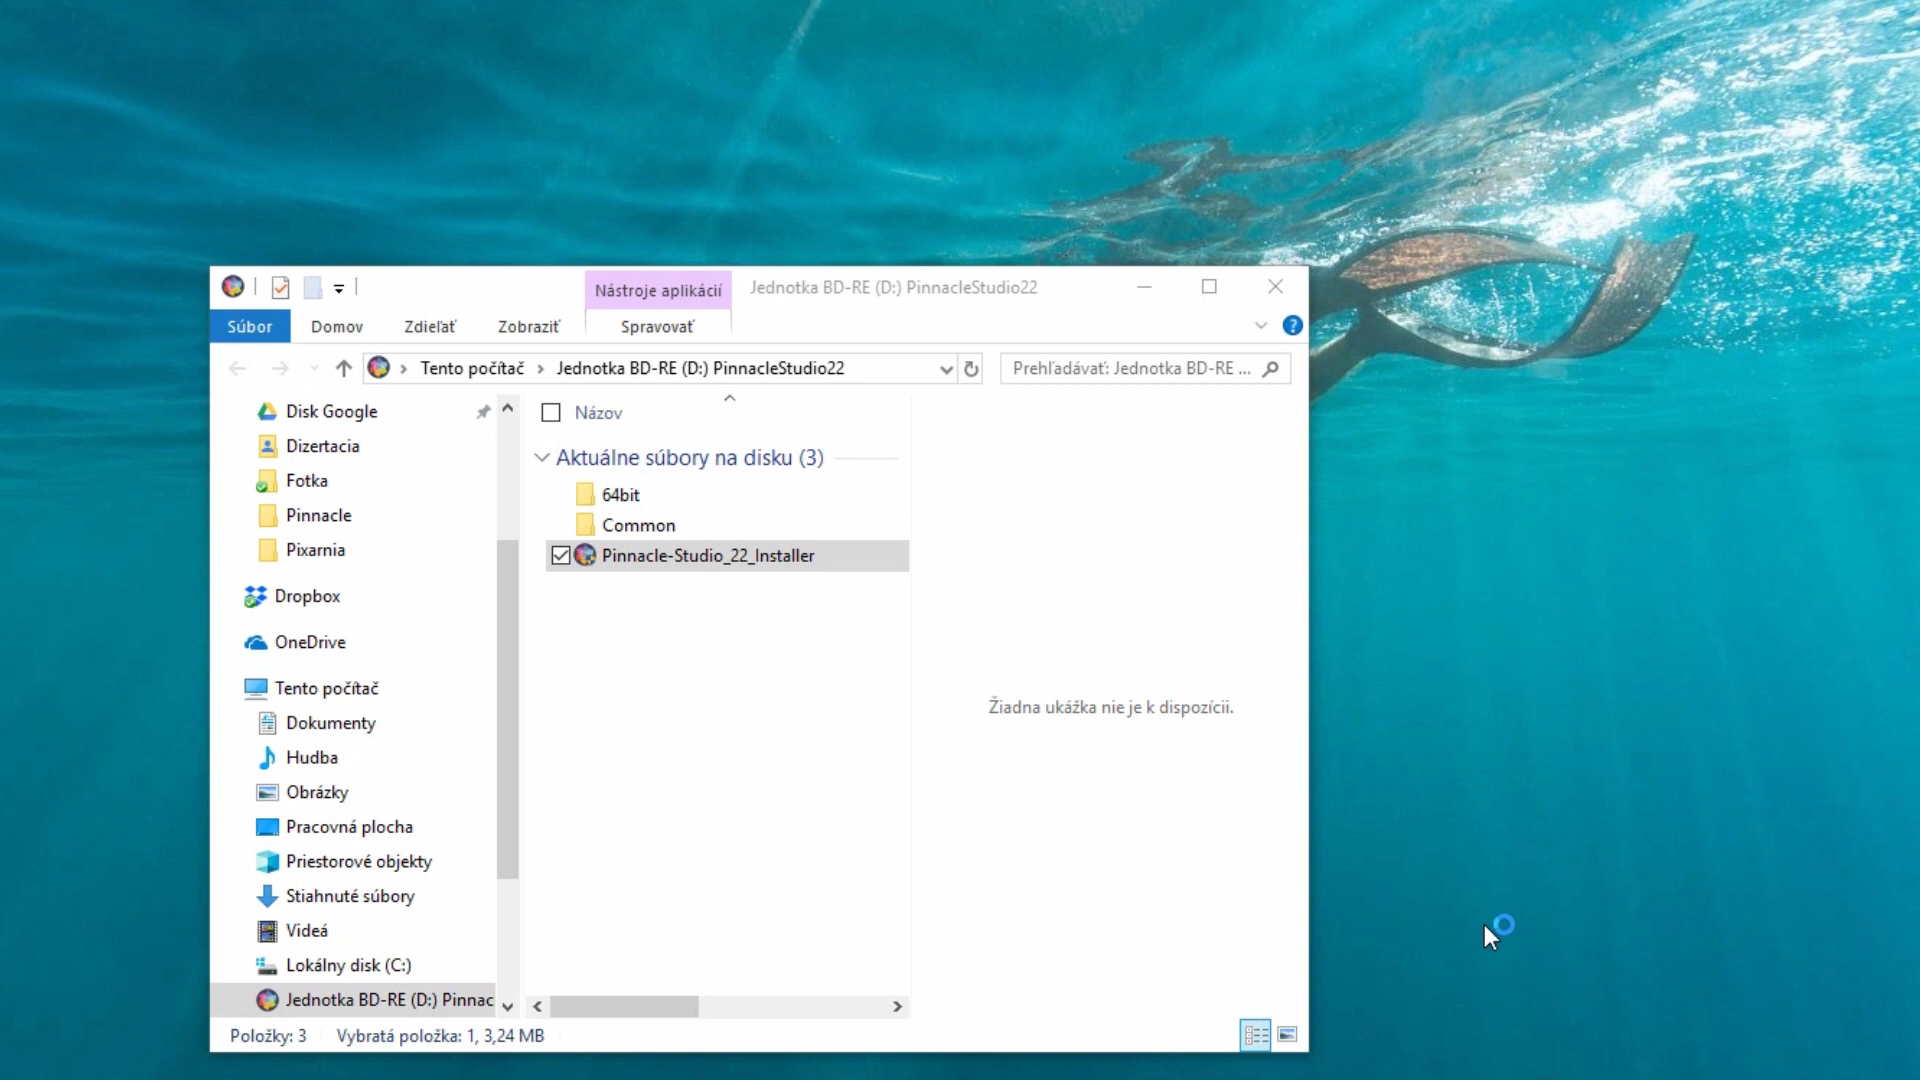 Nástroje aplikácií
Jednotka BD-RE (D:) PinnacleStudio22
Súbor
Domov
Zdieľať
Zobraziť
Spravovať
Tento počítač
Jednotka BD-RE (D:) PinnacleStudio22
Prehľadávať: Jednotka BD-RE ...
Disk Google
Dizertacia
Fotka
Pinnacle
Pixarnia
Dropbox
OneDrive
Tento počítač
Dokumenty
Hudba
Obrázky
Pracovná plocha
Priestorové objekty
Stiahnuté súbory
Videá
Lokálny disk (C:)
Jednotka BD-RE (D:) Pinnac
Názov
Aktuálne súbory na disku (3)
64bit
Common
Pinnacle-Studio_22_Installer
Žiadna ukážka nie je k dispozícii.
Položky: 3
Vybratá položka: 1, 3,24 MB